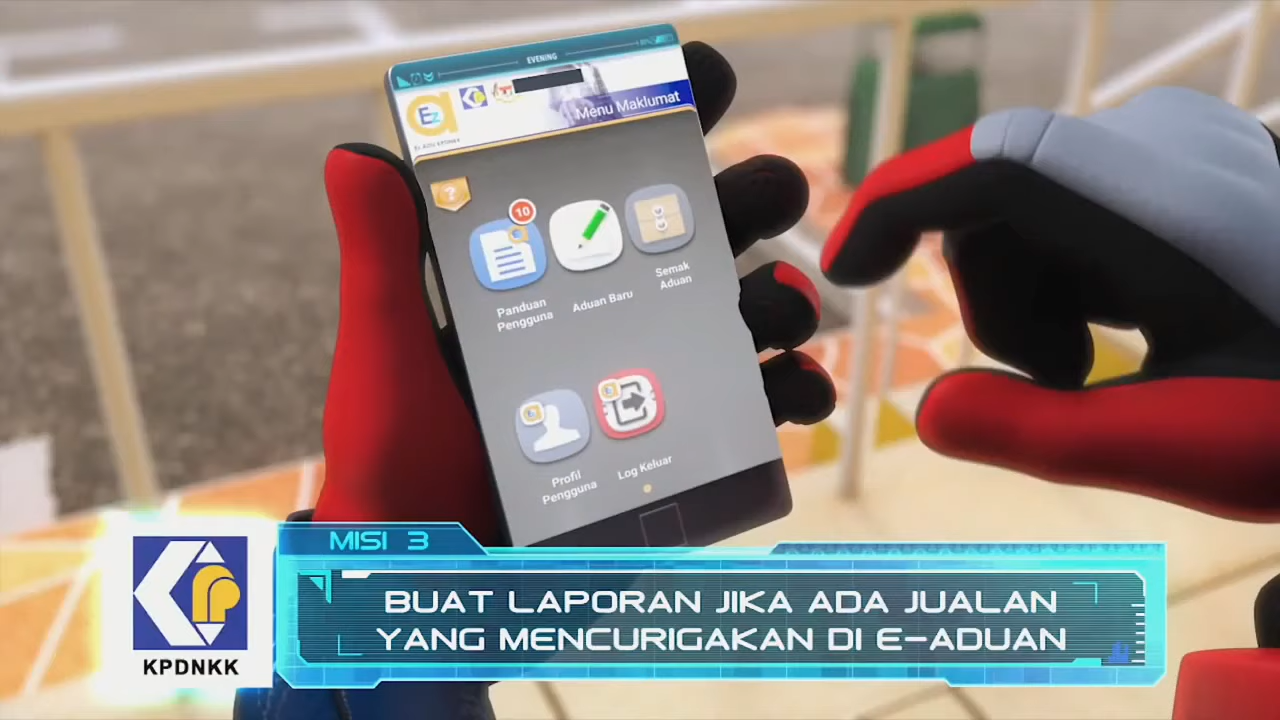 EVENING
Ez
Menu Maklumat
10
Panduan
Pengguna
Aduan Baru
Semak
Aduan
Profil
Pengguna
Log Keluar
MISI 3
BUAT LAPORAN JIKA ADA JUALAN
YANG MENCURIGAKAN DI E-ADUAN
KPDNKK